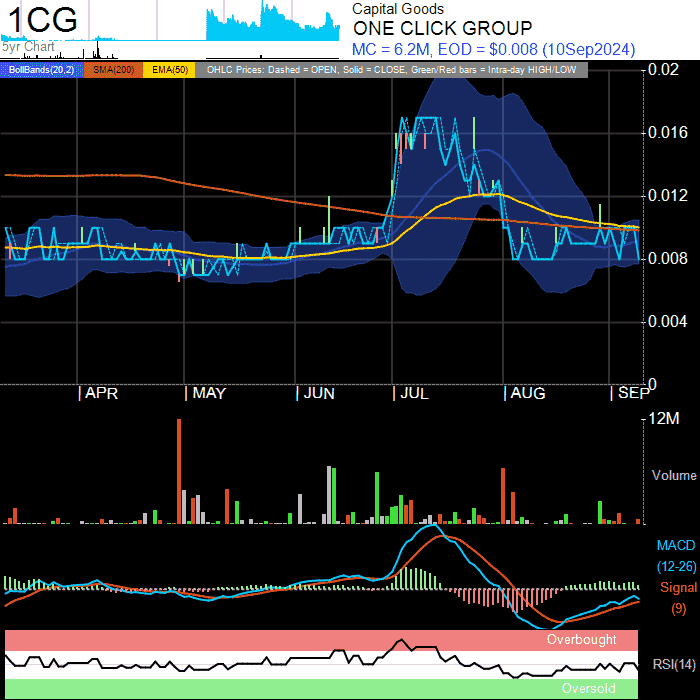 1CG
Capital Goods
ONE CLICK GROUP
MC = 6.2M, EOD = $0.008 (10Sep2024)
5yr Chart
BollBands(20,2) SMA(200) EMA(50) OHLC Prices: Dashed = OPEN, Solid = CLOSE, Green/Red bars = Intra-day HIGH/LOW
0.02
0.016
0.012
0.008
0.004
0
| APR | MAY | JUN | JUL | AUG | SEP
12M
Volume
MACD
(12-26)
Signal
(9)
Overbought
RSI(14)
Oversold